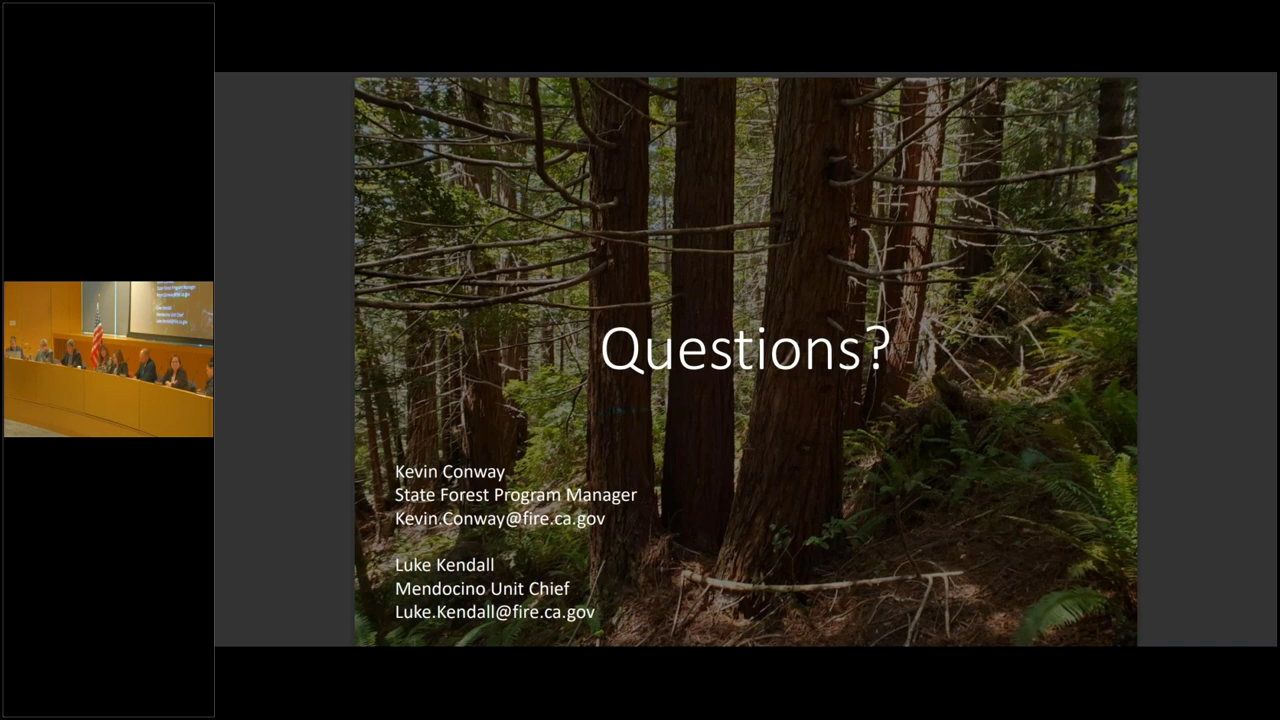 Questions?
Kevin Conway
State Forest Program Manager
Kevin.Conway@fire.ca.gov
Luke Kendall
Mendocino Unit Chief
Luke.Kendall@fire.ca.gov